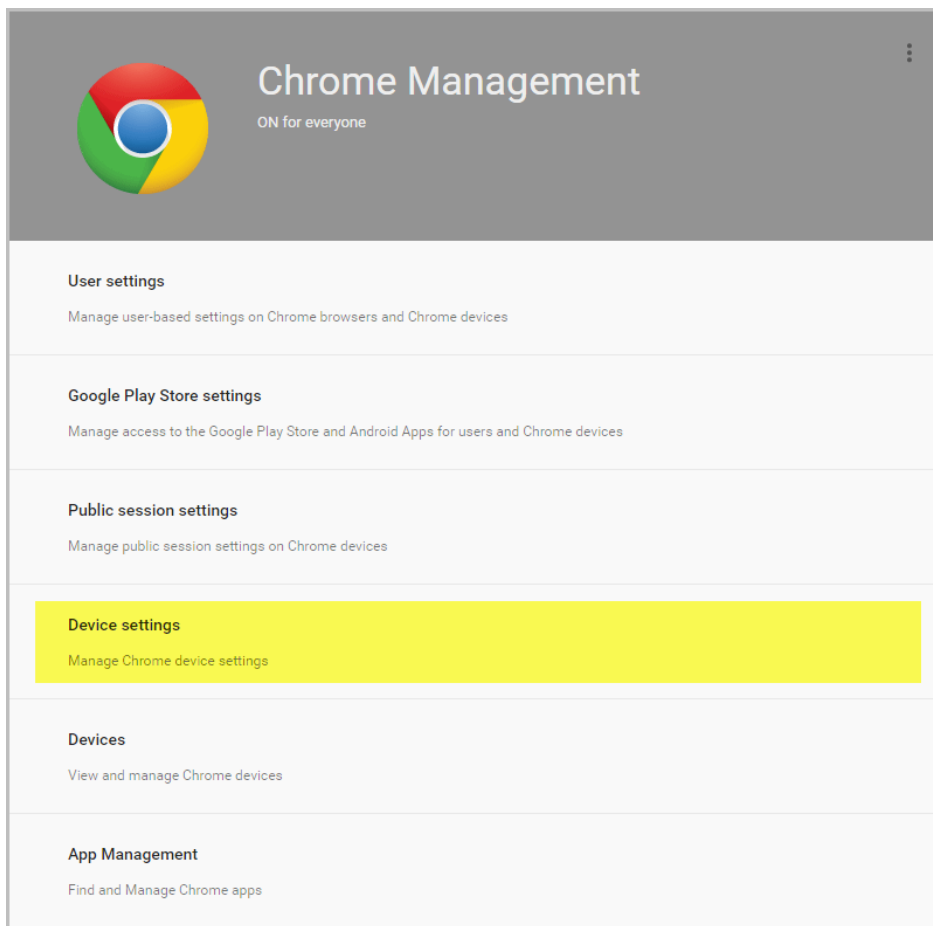 Chrome Management
ON for everyone
User settings
Manage user-based settings on Chrome browsers and Chrome devices
Google Play Store settings
Manage access to the Google Play Store and Android Apps for users and Chrome devices
Public session settings
Manage public session settings on Chrome devices
Device settings
Manage Chrome device settings
Devices
View and manage Chrome devices
App Management
Find and Manage Chrome apps